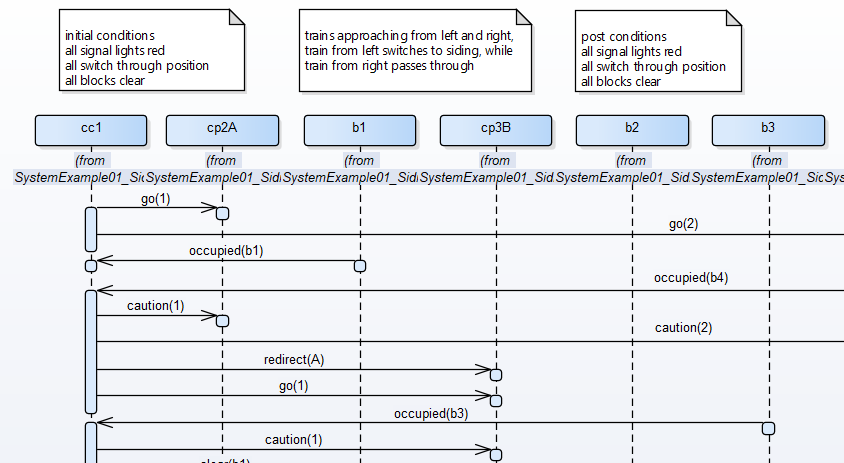 initial conditions
all signal lights red
all switch through position
all blocks clear
trains approaching from left and right,
train from left switches to siding, while
train from right passes through
post conditions
all signal lights red
all switch through position
all blocks clear
cc1 cp2A b1 cp3B b2 b3
(from (from (from (from (from (from
SystemExample01_Sid SystemExample01_Sid SystemExample01_Sid SystemExample01_Sid SystemExample01_Sid SystemExample01_Sid Sys
go(1)
go(2)
occupied(b1)
occupied(b4)
caution(1)
caution(2)
redirect(A)
go(1)
occupied(b3)
caution(1)
clear(b1)